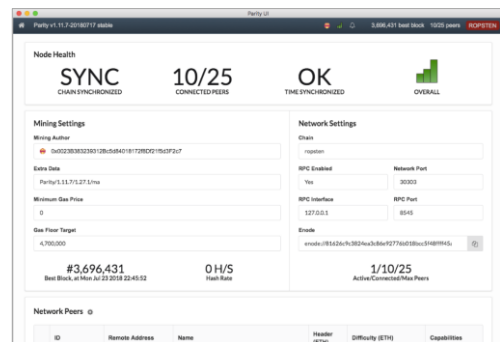 Parity UI
Parity v1.11.7-20180717 stable
3,696,431 best block 10/25 peers ROPSTEN
Node Health
SYNC 10/25 OK
CHAIN SYNCHRONIZED CONNECTED PEERS TIME SYNCHRONIZED OVERALL
Mining Settings
Mining Author
Extra Data
Parity/1.11.7/1.27.1/ma
Minimum Gas Price
0
Gas Floor Target
4,700,000
#3,696,431 0 H/S
Best Block, at Mon Jul 23 2018 22:45:52 Hash Rate
Network Settings
Chain
ropsten
RPC Enabled Network Port
Yes 30303
RPC Interface RPC Port
127.0.0.1 8545
Enode
1/10/25
Active/Connected/Max Peers
Network Peers
ID Remote Address Name Header (ETH) Difficulty (ETH) Capabilities